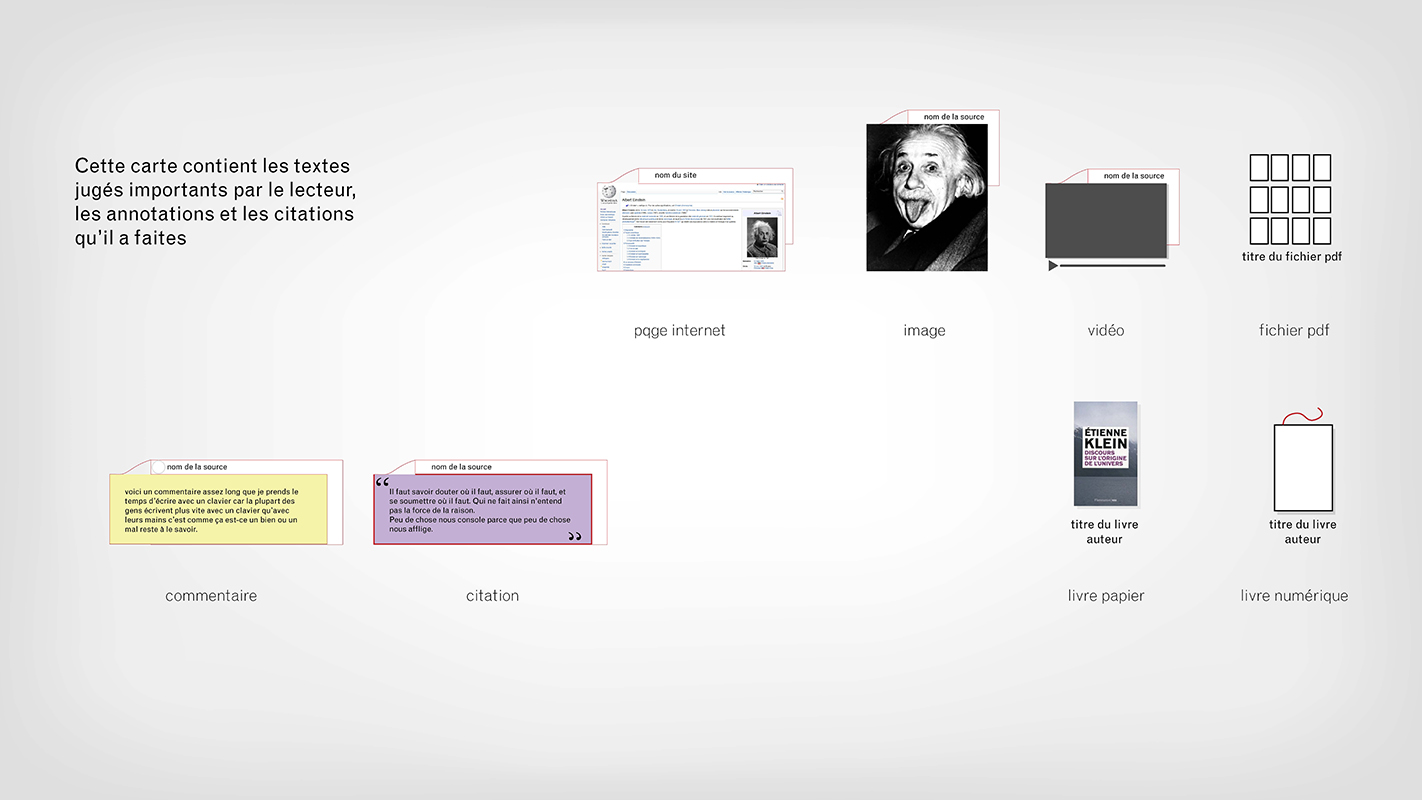 Cette carte contient les textes
jugés importants par le lecteur,
les annotations et les citations
qu'il a faites
nom du site
Albert Einstein
nom de la source
nom de la source
titre du fichier pdf
pqge internet
image
vidéo
fichier pdf
ÉTIENNE
KLEIN
DISCOURS
SUR L'ORIGINE
DE L'UNIVERS
titre du livre
auteur
titre du livre
auteur
nom de la source
voici un commentaire assez long que je prends le
temps d'écrire avec un clavier car la plupart des
gens écrivent plus vite avec un clavier qu'avec
leurs mains c'est comme ça est-ce un bien ou un
mal reste à le savoir.
nom de la source
“
Il faut savoir douter où il faut, assurer où il faut, et
se soumettre où il faut. Qui ne fait ainsi n'entend
pas la force de la raison.
Peu de chose nous console parce que peu de chose
nous afflige.
”
commentaire
citation
livre papier
livre numérique